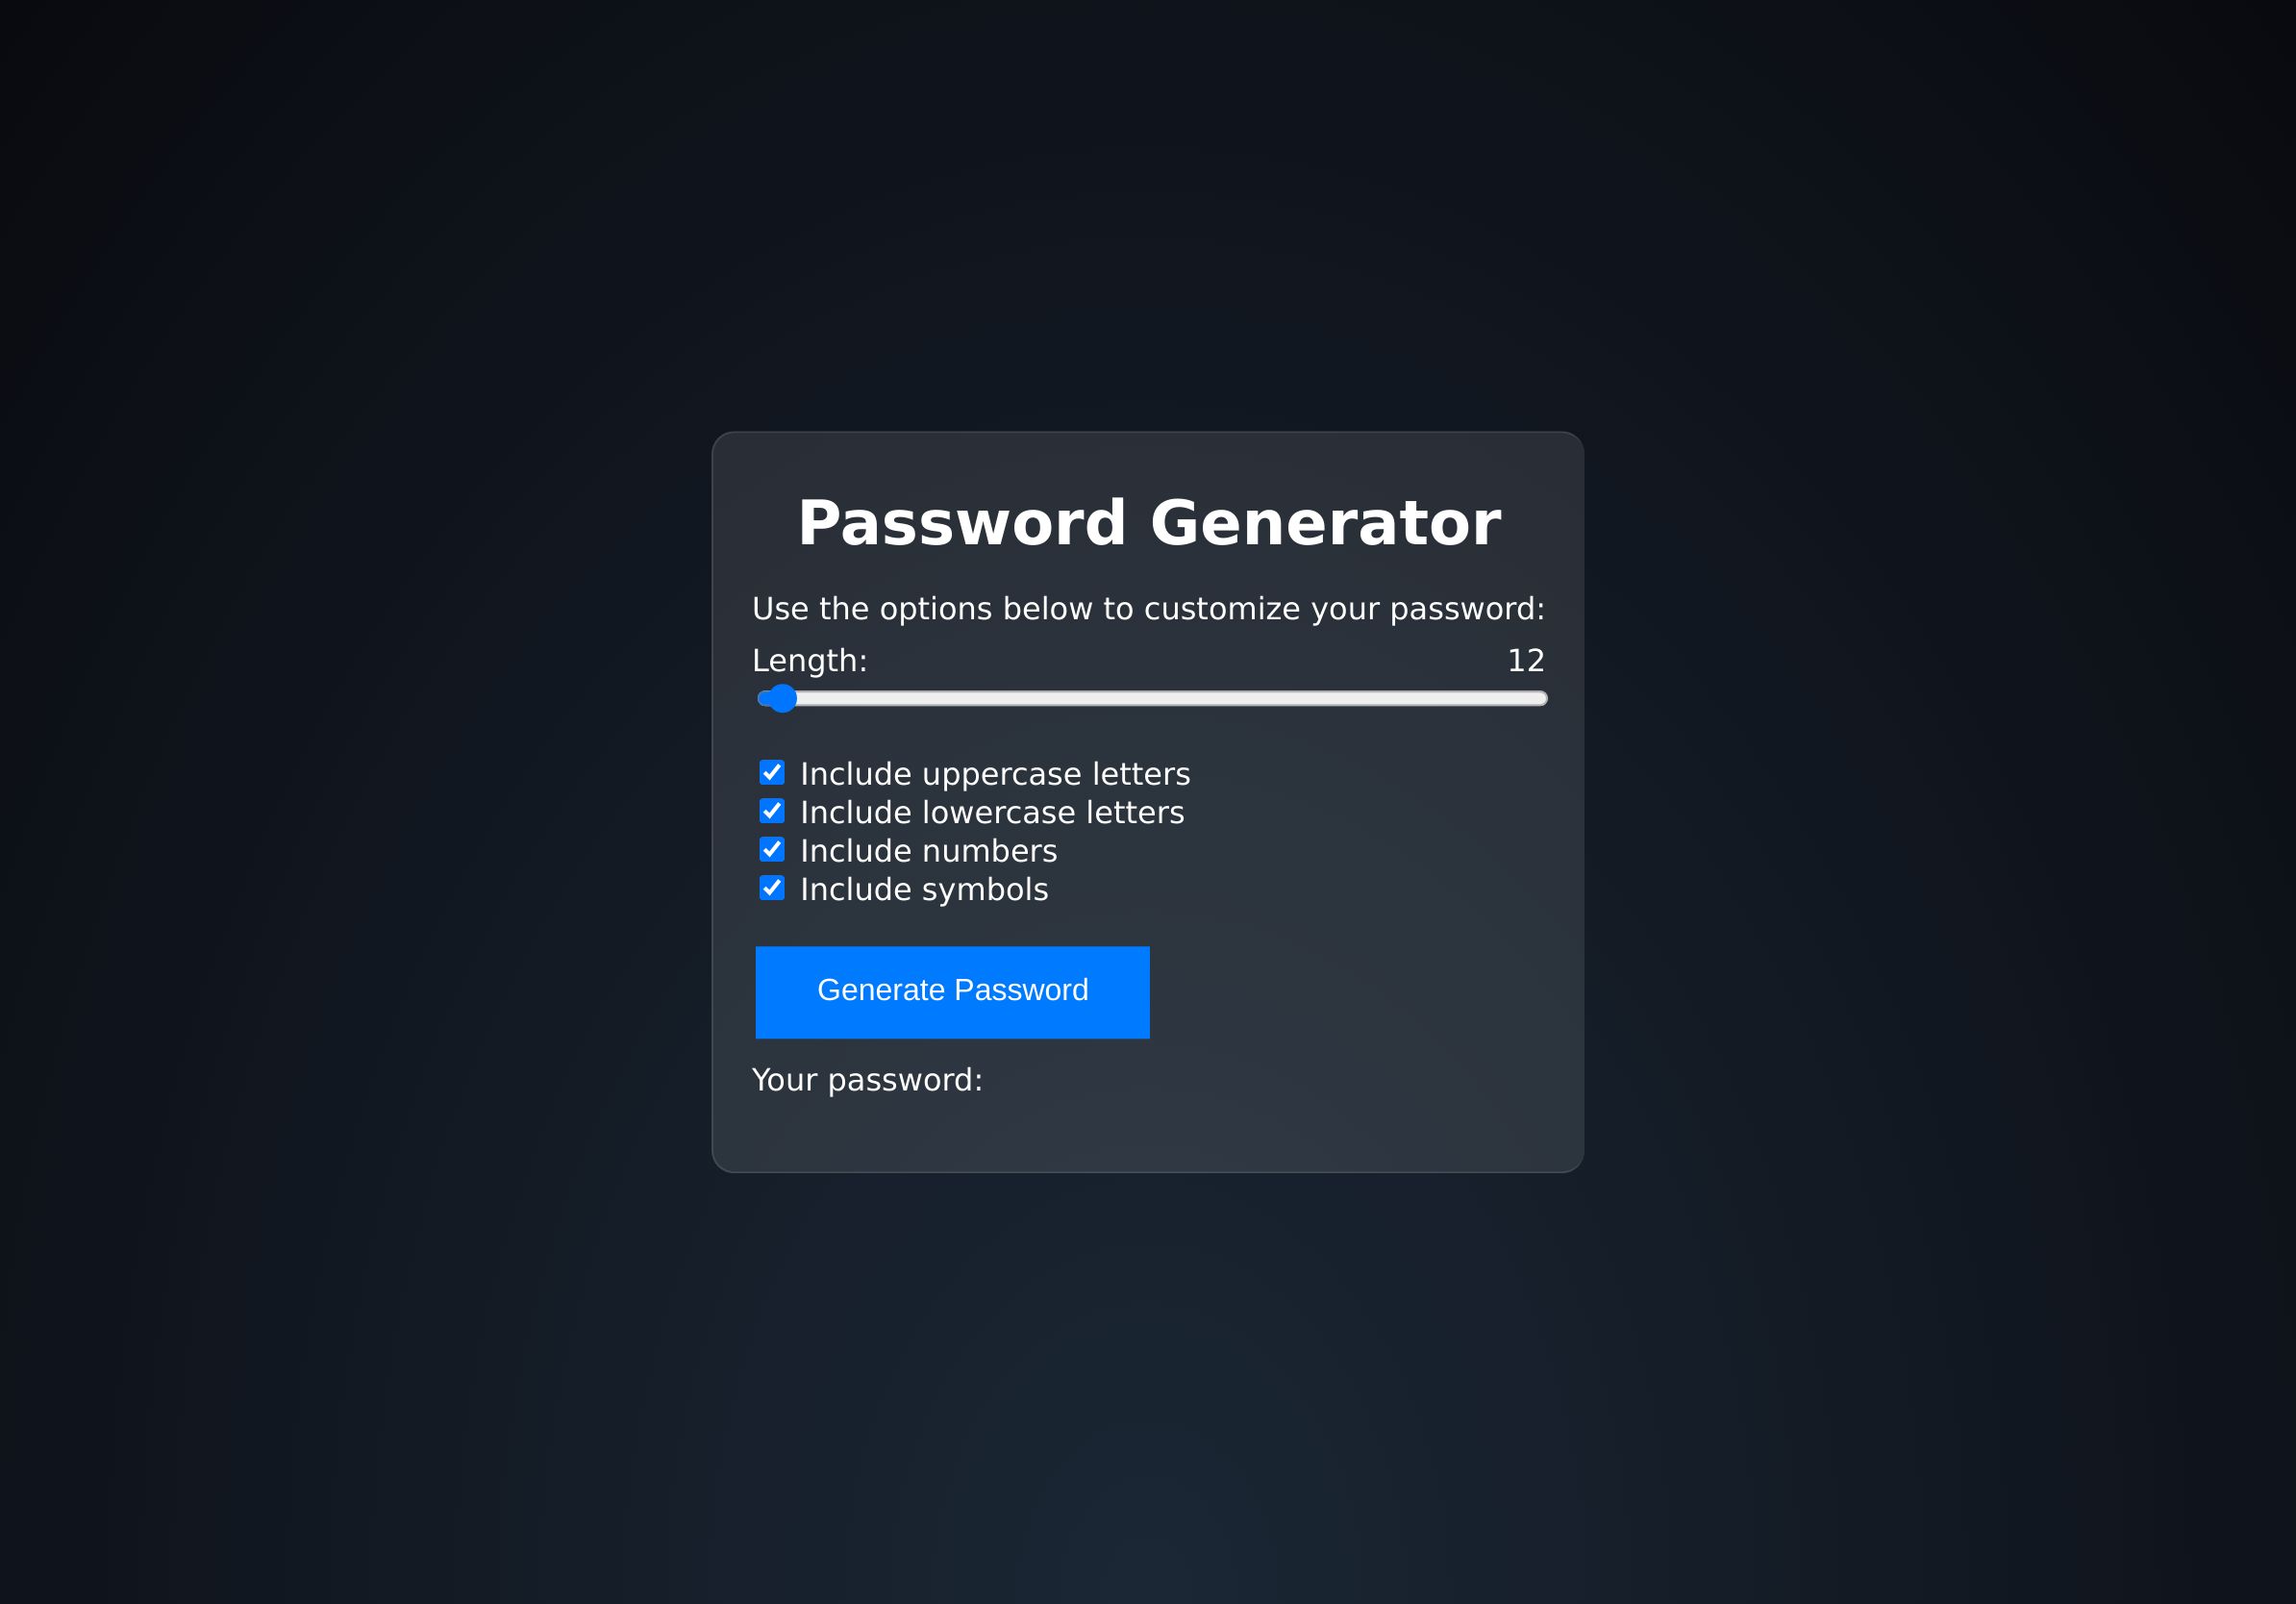 Password Generator
Use the options below to customize your password:
Length: 12
Include uppercase letters
Include lowercase letters
Include numbers
Include symbols
Generate Password
Your password: